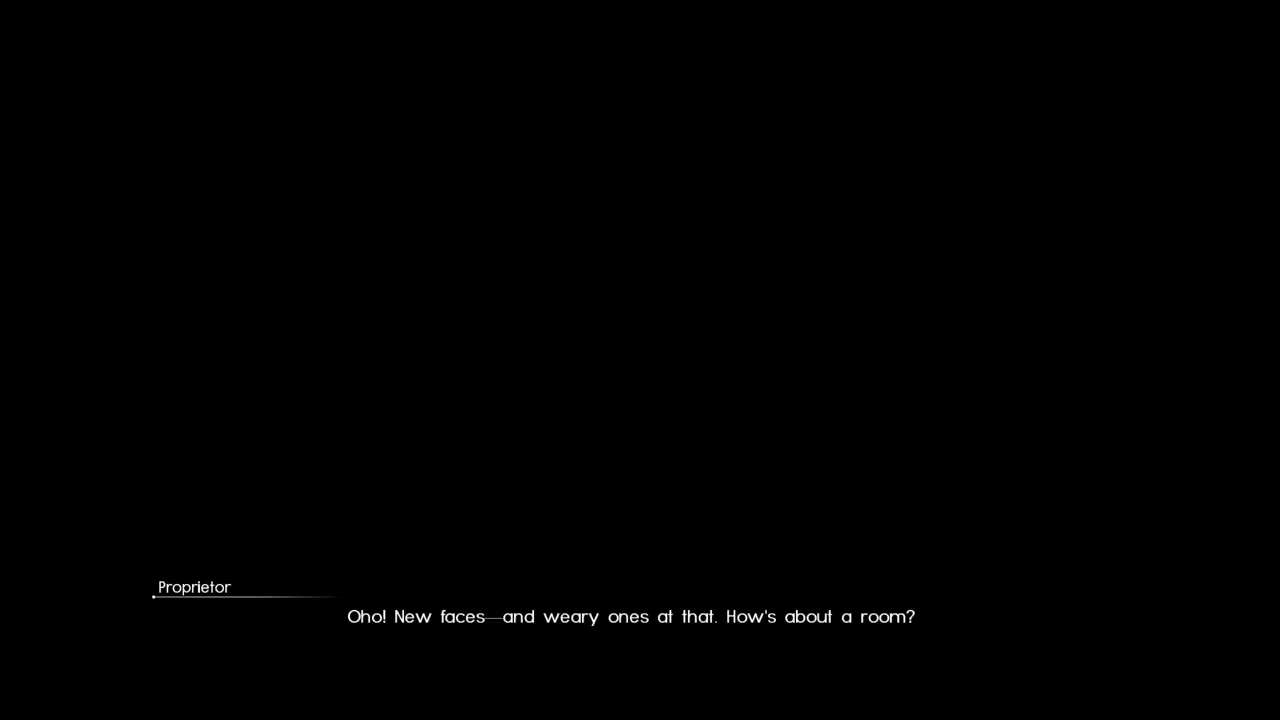 Proprietor
Oho! New faces—and weary ones at that. How's about a room?